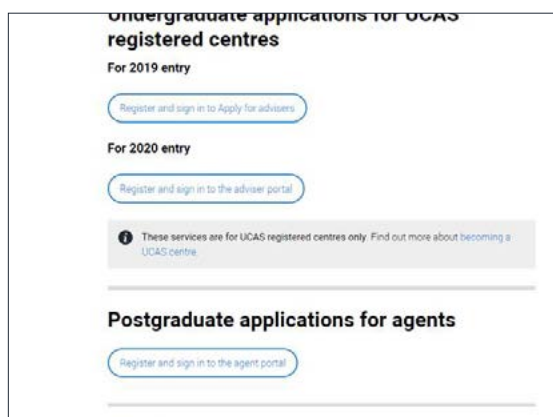 Undergraduate applications for UCAS
registered centres
For 2019 entry
Register and sign in to Apply for advisers
For 2020 entry
Register and sign in to the adviser portal
These services are for UCAS registered centres only. Find out more about becoming a
UCAS centre.
Postgraduate applications for agents
Register and sign in to the agent portal